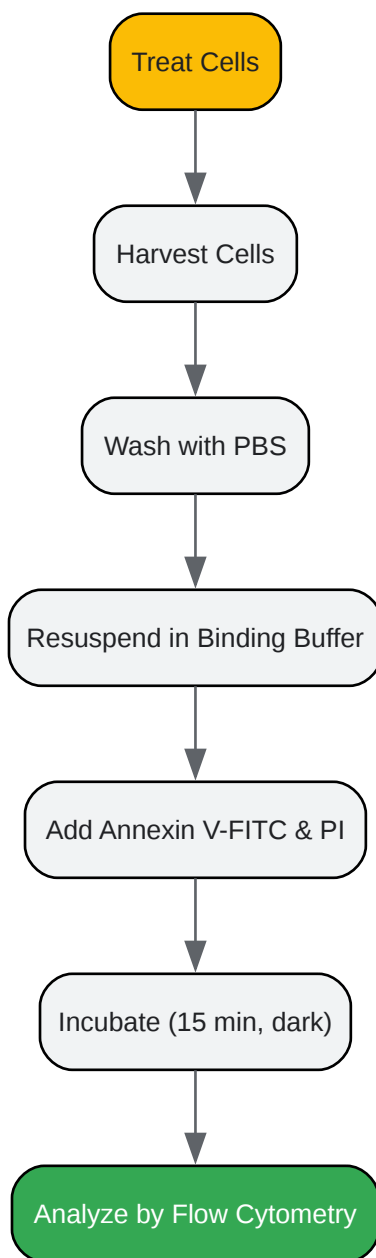 Treat Cells
Harvest Cells
Wash with PBS
Resuspend in Binding Buffer
Add Annexin V-FITC & PI
Incubate (15 min, dark)
Analyze by Flow Cytometry